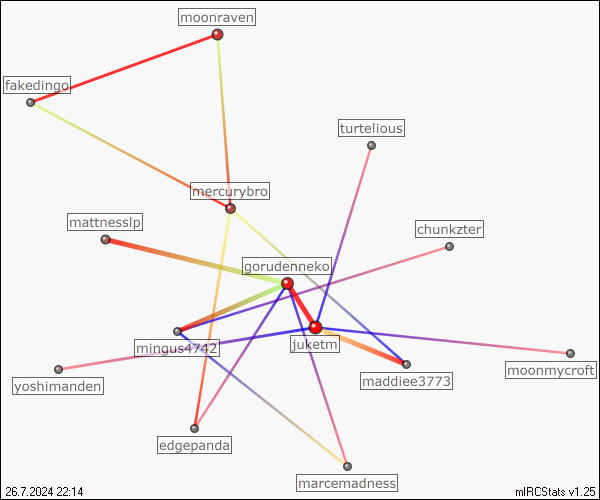 moonraven
fakedingo
turtelious
mercurybro
mattnesslp
chunkzter
gorudenneko
juketm
mingus4742
moonmycroft
maddiee3773
yoshimanden
edgepanda
marcemadness
26.7.2024 22:14
mIRCStats v1.25